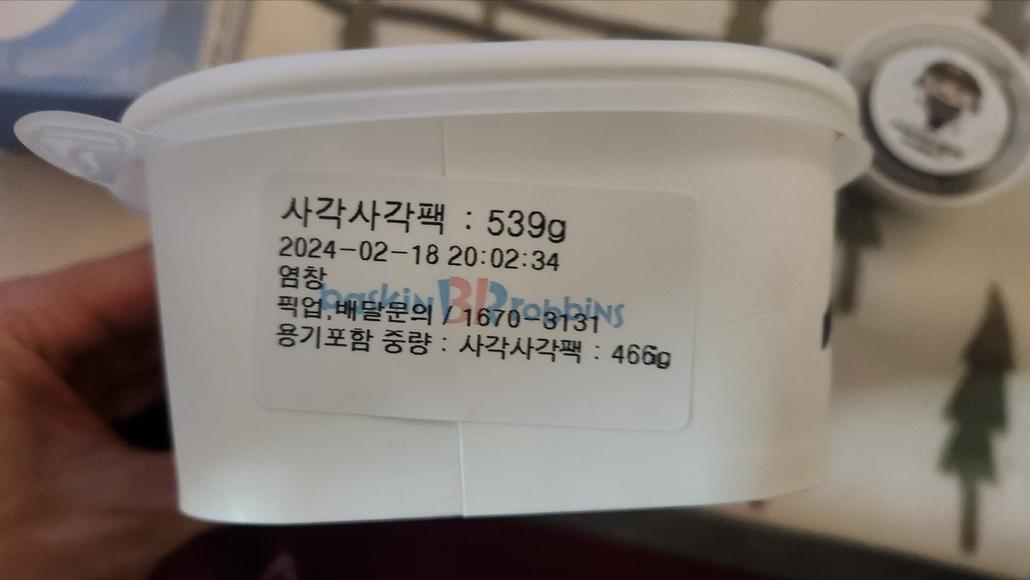 사각사각팩 : 539g
2024-02-18 20:02:34
염창
baskin BR robbins
픽업,배달문의 / 1670-3131
용기포함 중량 : 사각사각팩 : 466g